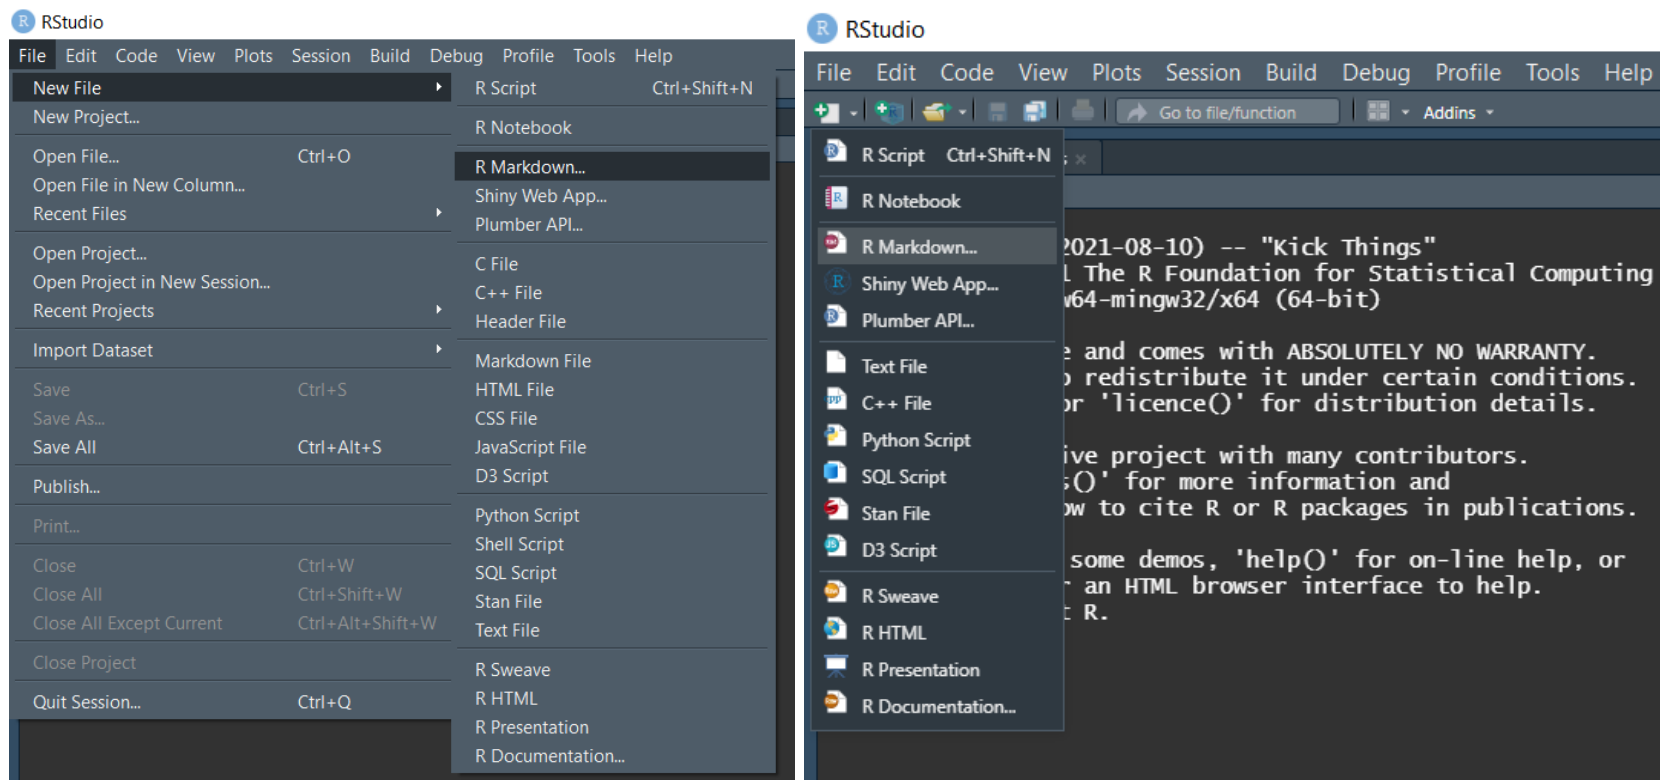 RStudio
File Edit Code View Plots Session Build Debug Profile Tools Help
New File
New Project...
Open File... Ctrl+O
Open File in New Column...
Recent Files
Open Project...
Open Project in New Session...
Recent Projects
Import Dataset
Save Ctrl+S
Save As...
Save All Ctrl+Alt+S
Publish...
Print...
Close Ctrl+W
Close All Ctrl+Shift+W
Close All Except Current Ctrl+Alt+Shift+W
Close Project
Quit Session... Ctrl+Q
R Script Ctrl+Shift+N
R Notebook
R Markdown...
Shiny Web App...
Plumber API...
C File
C++ File
Header File
Markdown File
HTML File
CSS File
JavaScript File
D3 Script
Python Script
Shell Script
SQL Script
Stan File
Text File
R Sweave
R HTML
R Presentation
R Documentation...
RStudio
File Edit Code View Plots Session Build Debug Profile Tools Help
Go to file/function Addins
R Script Ctrl+Shift+N
R Notebook
R Markdown...
Shiny Web App...
Plumber API...
Text File
C++ File
Python Script
SQL Script
Stan File
D3 Script
R Sweave
R HTML
R Presentation
R Documentation...
2021-08-10) -- "Kick Things"
The R Foundation for Statistical Computing
w64-mingw32/x64 (64-bit)
and comes with ABSOLUTELY NO WARRANTY.
redistribute it under certain conditions.
or 'licence()' for distribution details.
ive project with many contributors.
s()' for more information and
ow to cite R or R packages in publications.
some demos, 'help()' for on-line help, or
an HTML browser interface to help.
t R.